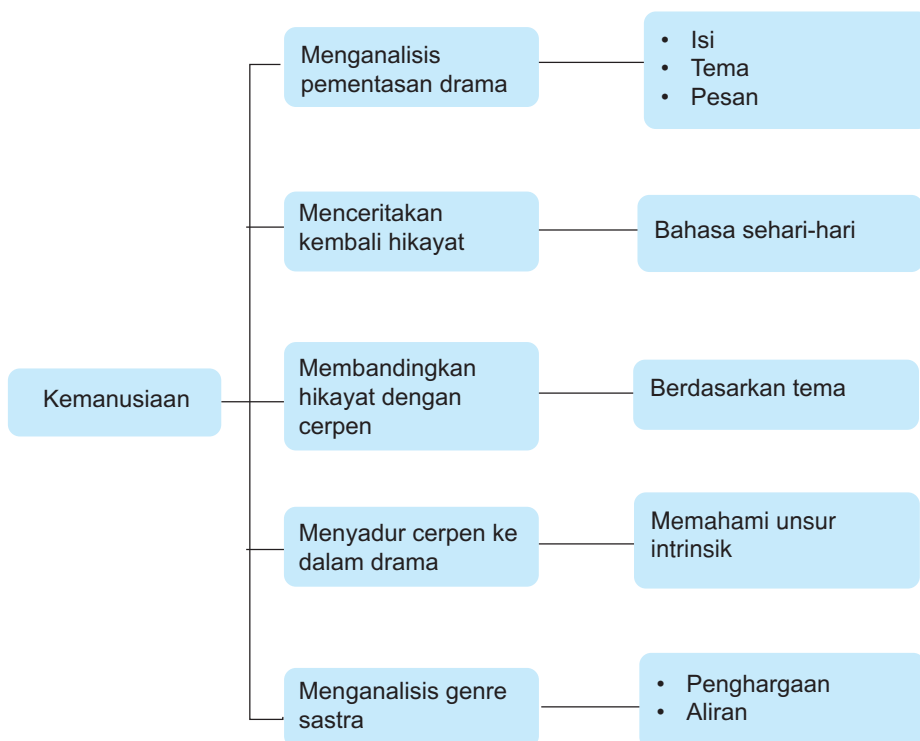 Menganalisis
pementasan drama
• Isi
• Tema
• Pesan
Menceritakan
kembali hikayat
Bahasa sehari-hari
Kemanusiaan
Membandingkan
hikayat dengan
cerpen
Berdasarkan tema
Menyadur cerpen ke
dalam drama
Memahami unsur
intrinsik
Menganalisis genre
sastra
• Penghargaan
• Aliran